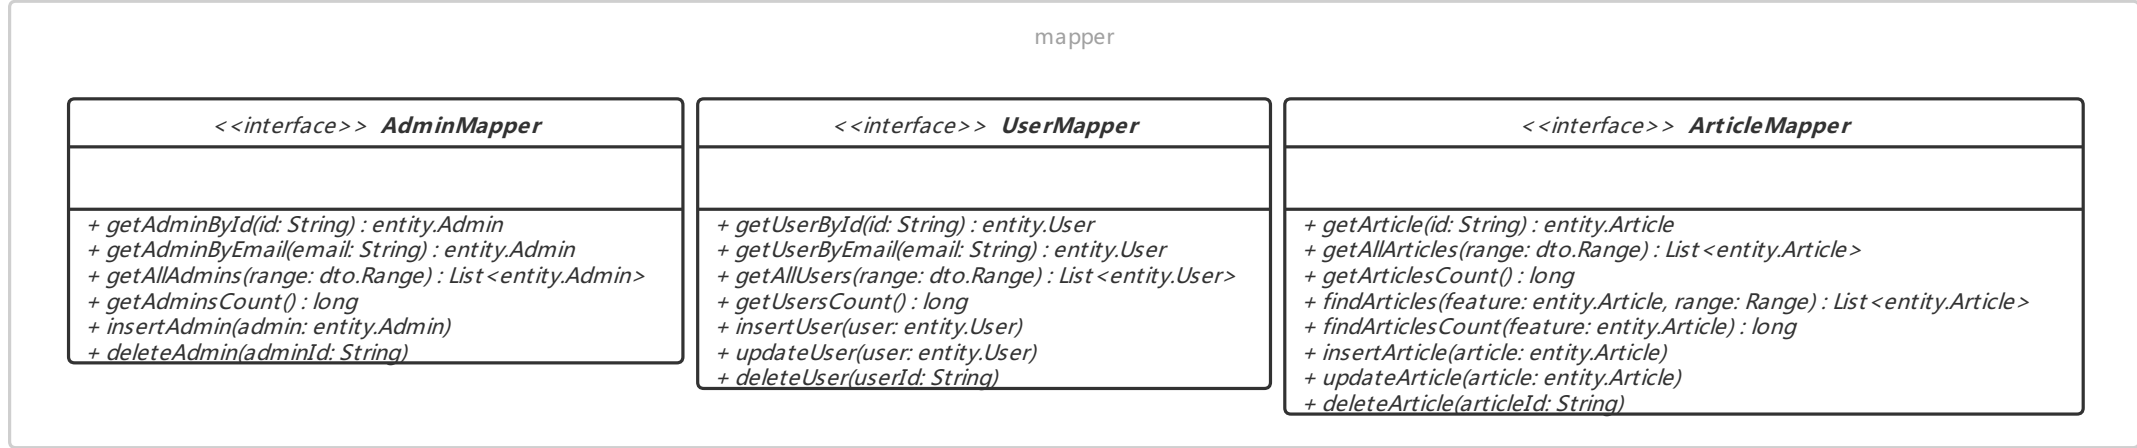 mapper
<<interface>> AdminMapper
+ getAdminById(id: String) : entity.Admin
+ getAdminByEmail(email: String) : entity.Admin
+ getAllAdmins(range: dto.Range) : List<entity.Admin>
+ getAdminsCount() : long
+ insertAdmin(admin: entity.Admin)
+ deleteAdmin(adminId: String)
<<interface>> UserMapper
+ getUserById(id: String) : entity.User
+ getUserByEmail(email: String) : entity.User
+ getAllUsers(range: dto.Range) : List<entity.User>
+ getUsersCount() : long
+ insertUser(user: entity.User)
+ updateUser(user: entity.User)
+ deleteUser(userId: String)
<<interface>> ArticleMapper
+ getArticle(id: String) : entity.Article
+ getAllArticles(range: dto.Range) : List<entity.Article>
+ getArticlesCount() : long
+ findArticles(feature: entity.Article, range: Range) : List<entity.Article>
+ findArticlesCount(feature: entity.Article) : long
+ insertArticle(article: entity.Article)
+ updateArticle(article: entity.Article)
+ deleteArticle(articleId: String)